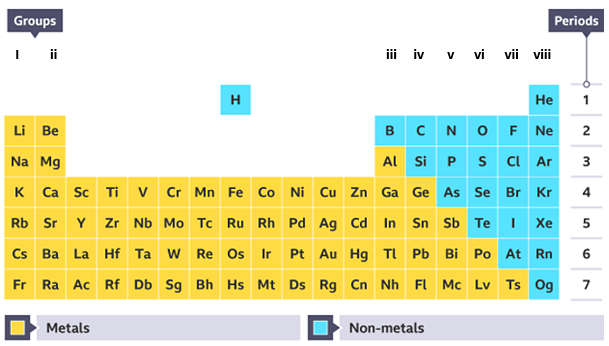 Groups Periods
I ii iii iv v vi vii viii
H He 1
Li Be B C N O F Ne 2
Na Mg Al Si P S Cl Ar 3
K Ca Sc Ti V Cr Mn Fe Co Ni Cu Zn Ga Ge As Se Br Kr 4
Rb Sr Y Zr Nb Mo Tc Ru Rh Pd Ag Cd In Sn Sb Te I Xe 5
Cs Ba La Hf Ta W Re Os Ir Pt Au Hg Tl Pb Bi Po At Rn 6
Fr Ra Ac Rf Db Sg Bh Hs Mt Ds Rg Cn Nh Fl Mc Lv Ts Og 7
Metals Non-metals